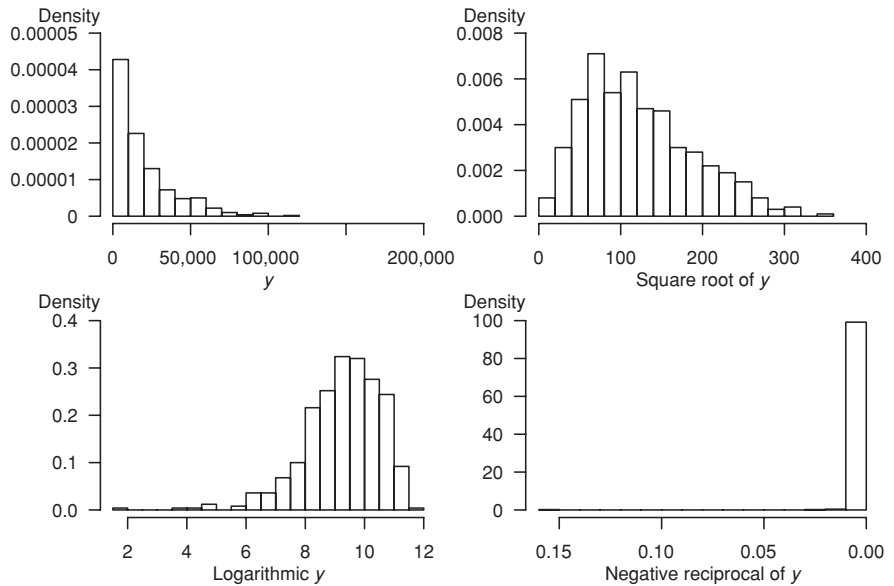 Density
0.00005
0.00004
0.00003
0.00002
0.00001
0
0 50,000 100,000 200,000
y
Density
0.008
0.006
0.004
0.002
0.000
0 100 200 300 400
Square root of y
Density
0.4
0.3
0.2
0.1
0.0
2 4 6 8 10 12
Logarithmic y
Density
100
80
60
40
20
0
0.15 0.10 0.05 0.00
Negative reciprocal of y